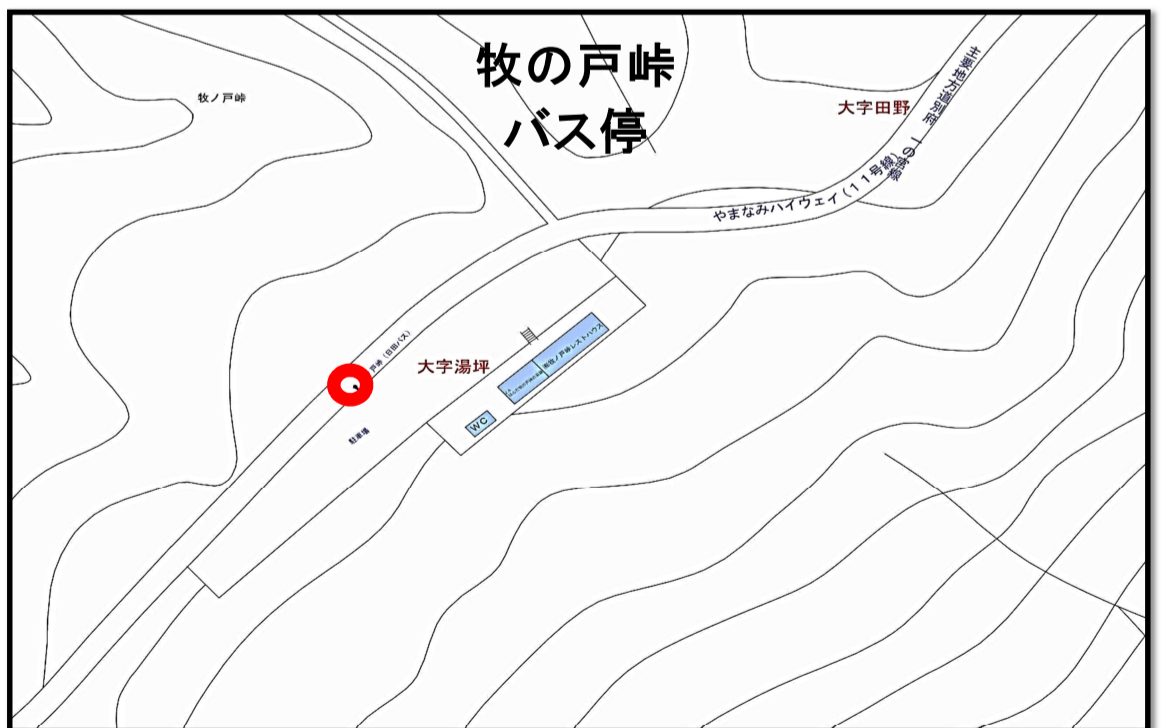 牧の戸峠
バス停
牧ノ戸峠
大字田野
主要地方道別府一の宮線
やまなみハイウェイ(11号線)
戸峠(日田バス)
大字湯坪
牧ノ戸峠レストハウス
WC
駐車場